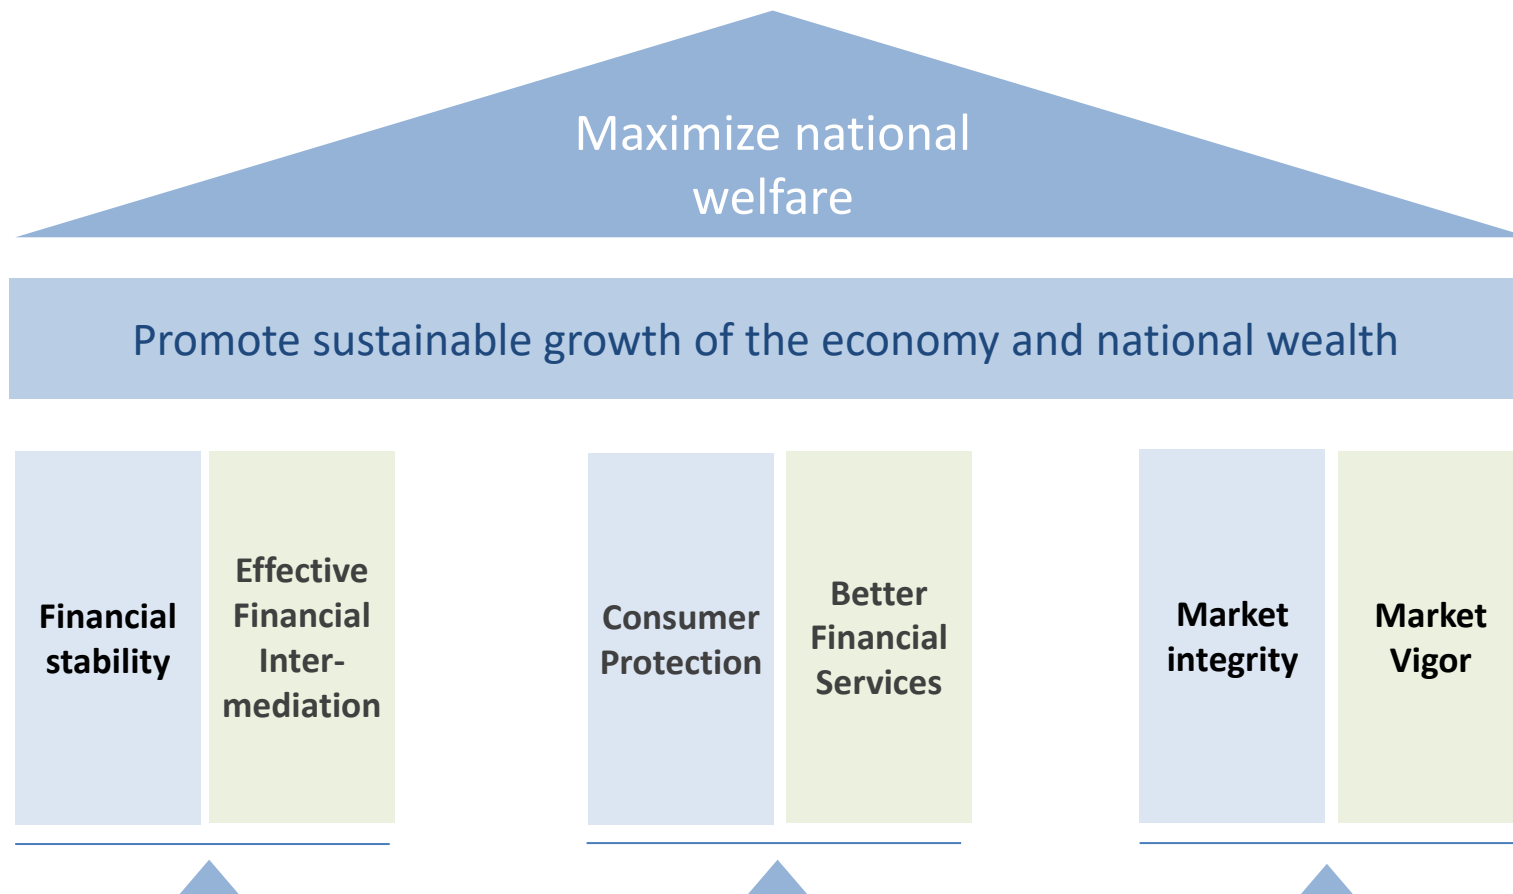 Maximize national
welfare
Promote sustainable growth of the economy and national wealth
Financial
stability
Effective
Financial
Inter-
mediation
Consumer
Protection
Better
Financial
Services
Market
integrity
Market
Vigor